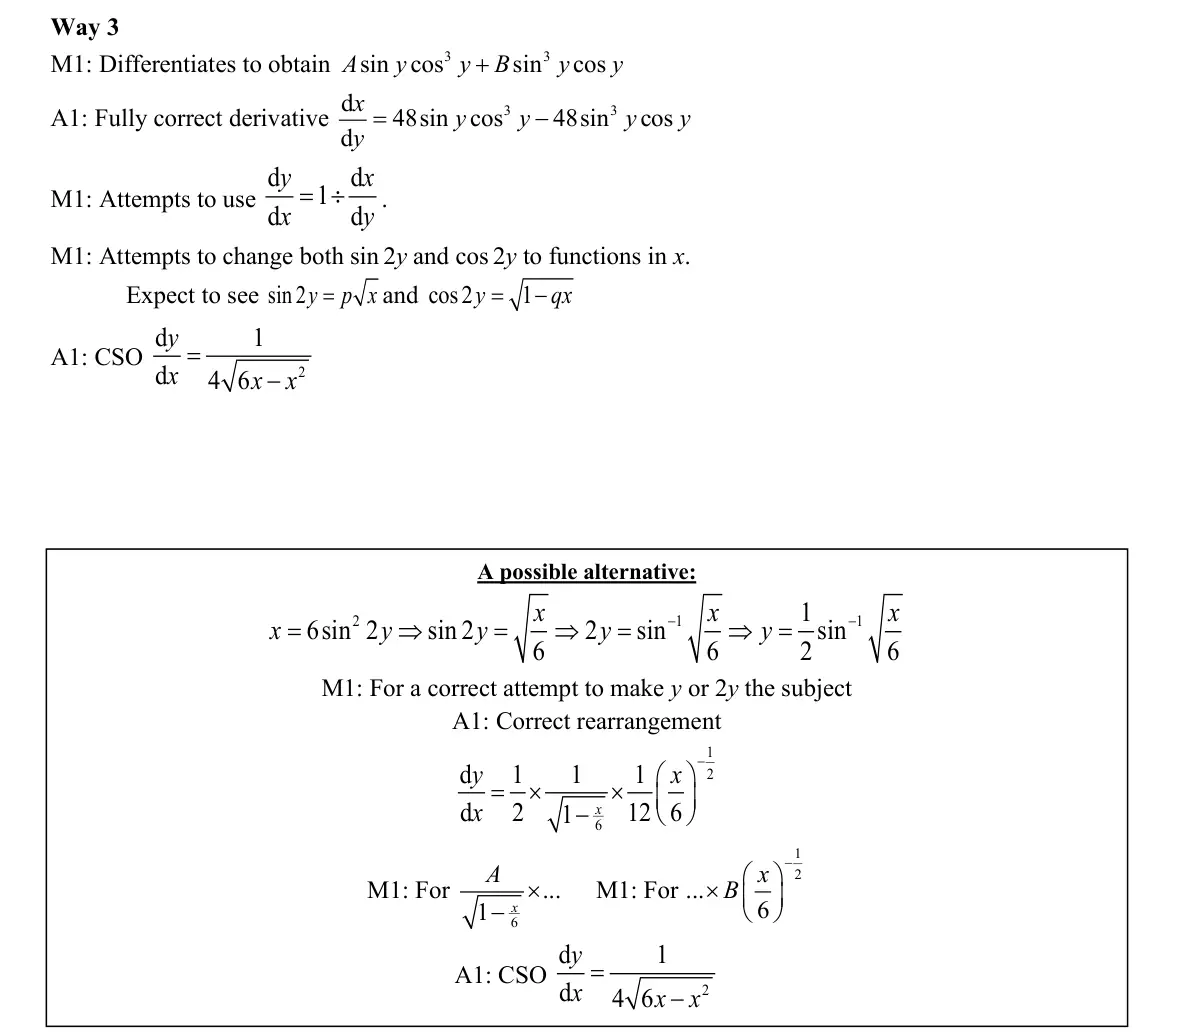 Way 3
M1: Differentiates to obtain A sin y cos³ y + B sin³ y cos y
A1: Fully correct derivative dx/dy = 48 sin y cos³ y − 48 sin³ y cos y
M1: Attempts to use dy/dx = 1 ÷ dx/dy .
M1: Attempts to change both sin 2y and cos 2y to functions in x.
Expect to see sin 2y = p√x and cos 2y = √(1 − qx)
A1: CSO dy/dx = 1/(4√(6x − x²))
A possible alternative:
x = 6 sin² 2y ⇒ sin 2y = √(x/6) ⇒ 2y = sin⁻¹ √(x/6) ⇒ y = 1/2 sin⁻¹ √(x/6)
M1: For a correct attempt to make y or 2y the subject
A1: Correct rearrangement
dy/dx = 1/2 × 1/√(1 − x/6) × 1/12 (x/6)^(−1/2)
M1: For A/√(1 − x/6) × ... M1: For ... × B(x/6)^(−1/2)
A1: CSO dy/dx = 1/(4√(6x − x²))